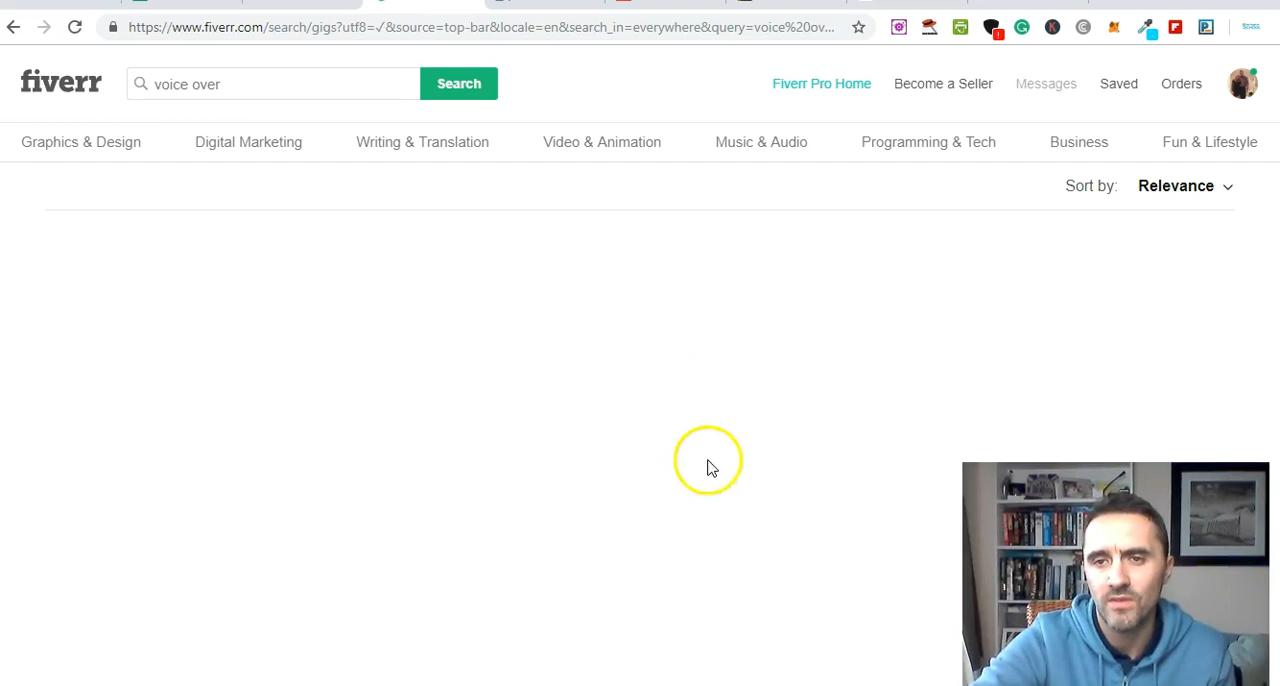 https://www.fiverr.com/search/gigs?utf8=✓&source=top-bar&locale=en&search_in=everywhere&query=voice%20ov...
fiverr
voice over
Search
Fiverr Pro Home
Become a Seller
Messages
Saved
Orders
Graphics & Design
Digital Marketing
Writing & Translation
Video & Animation
Music & Audio
Programming & Tech
Business
Fun & Lifestyle
Sort by: Relevance